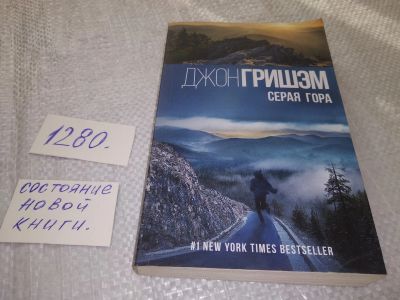 ДЖОН ГРИШЭМ
СЕРАЯ ГОРА
#1 NEW YORK TIMES BESTSELLER
1280.
СОСТОЯНИЕ
НОВОЙ
КНИГИ.